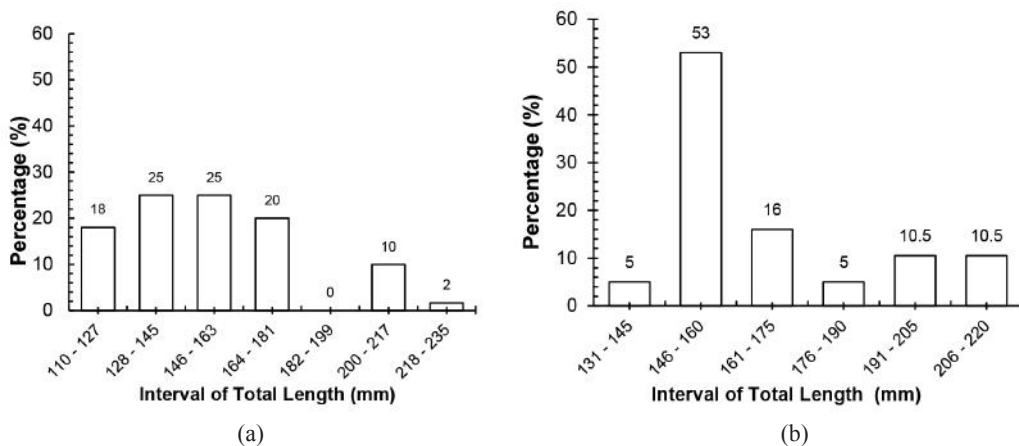 60
50
40
30
20
10
0
Percentage (%)
18
25
25
20
0
10
2
110 - 127
128 - 145
146 - 163
164 - 181
182 - 199
200 - 217
218 - 235
Interval of Total Length (mm)
(a)
60
50
40
30
20
10
0
Percentage (%)
5
53
16
5
10.5
10.5
131 - 145
146 - 160
161 - 175
176 - 190
191 - 205
206 - 220
Interval of Total Length (mm)
(b)